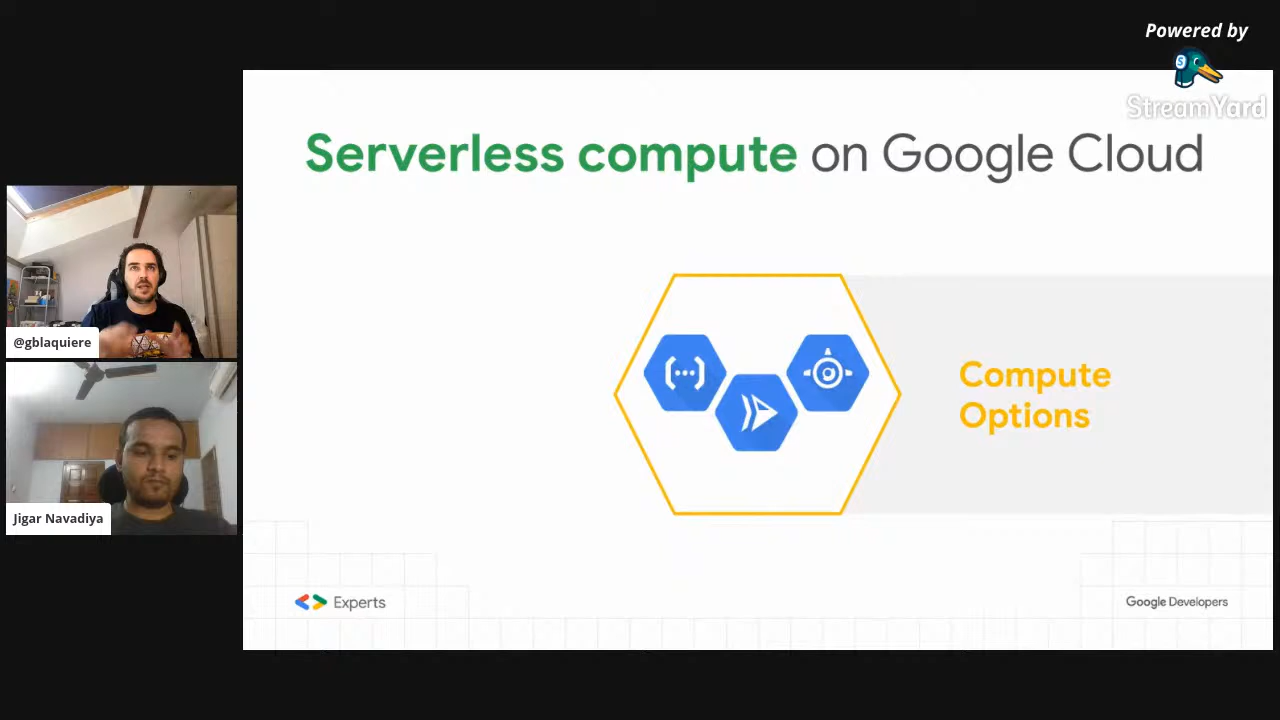 Powered by
StreamYard
Serverless compute on Google Cloud
Compute
Options
@gblaquiere
Jigar Navadiya
Experts
Google Developers